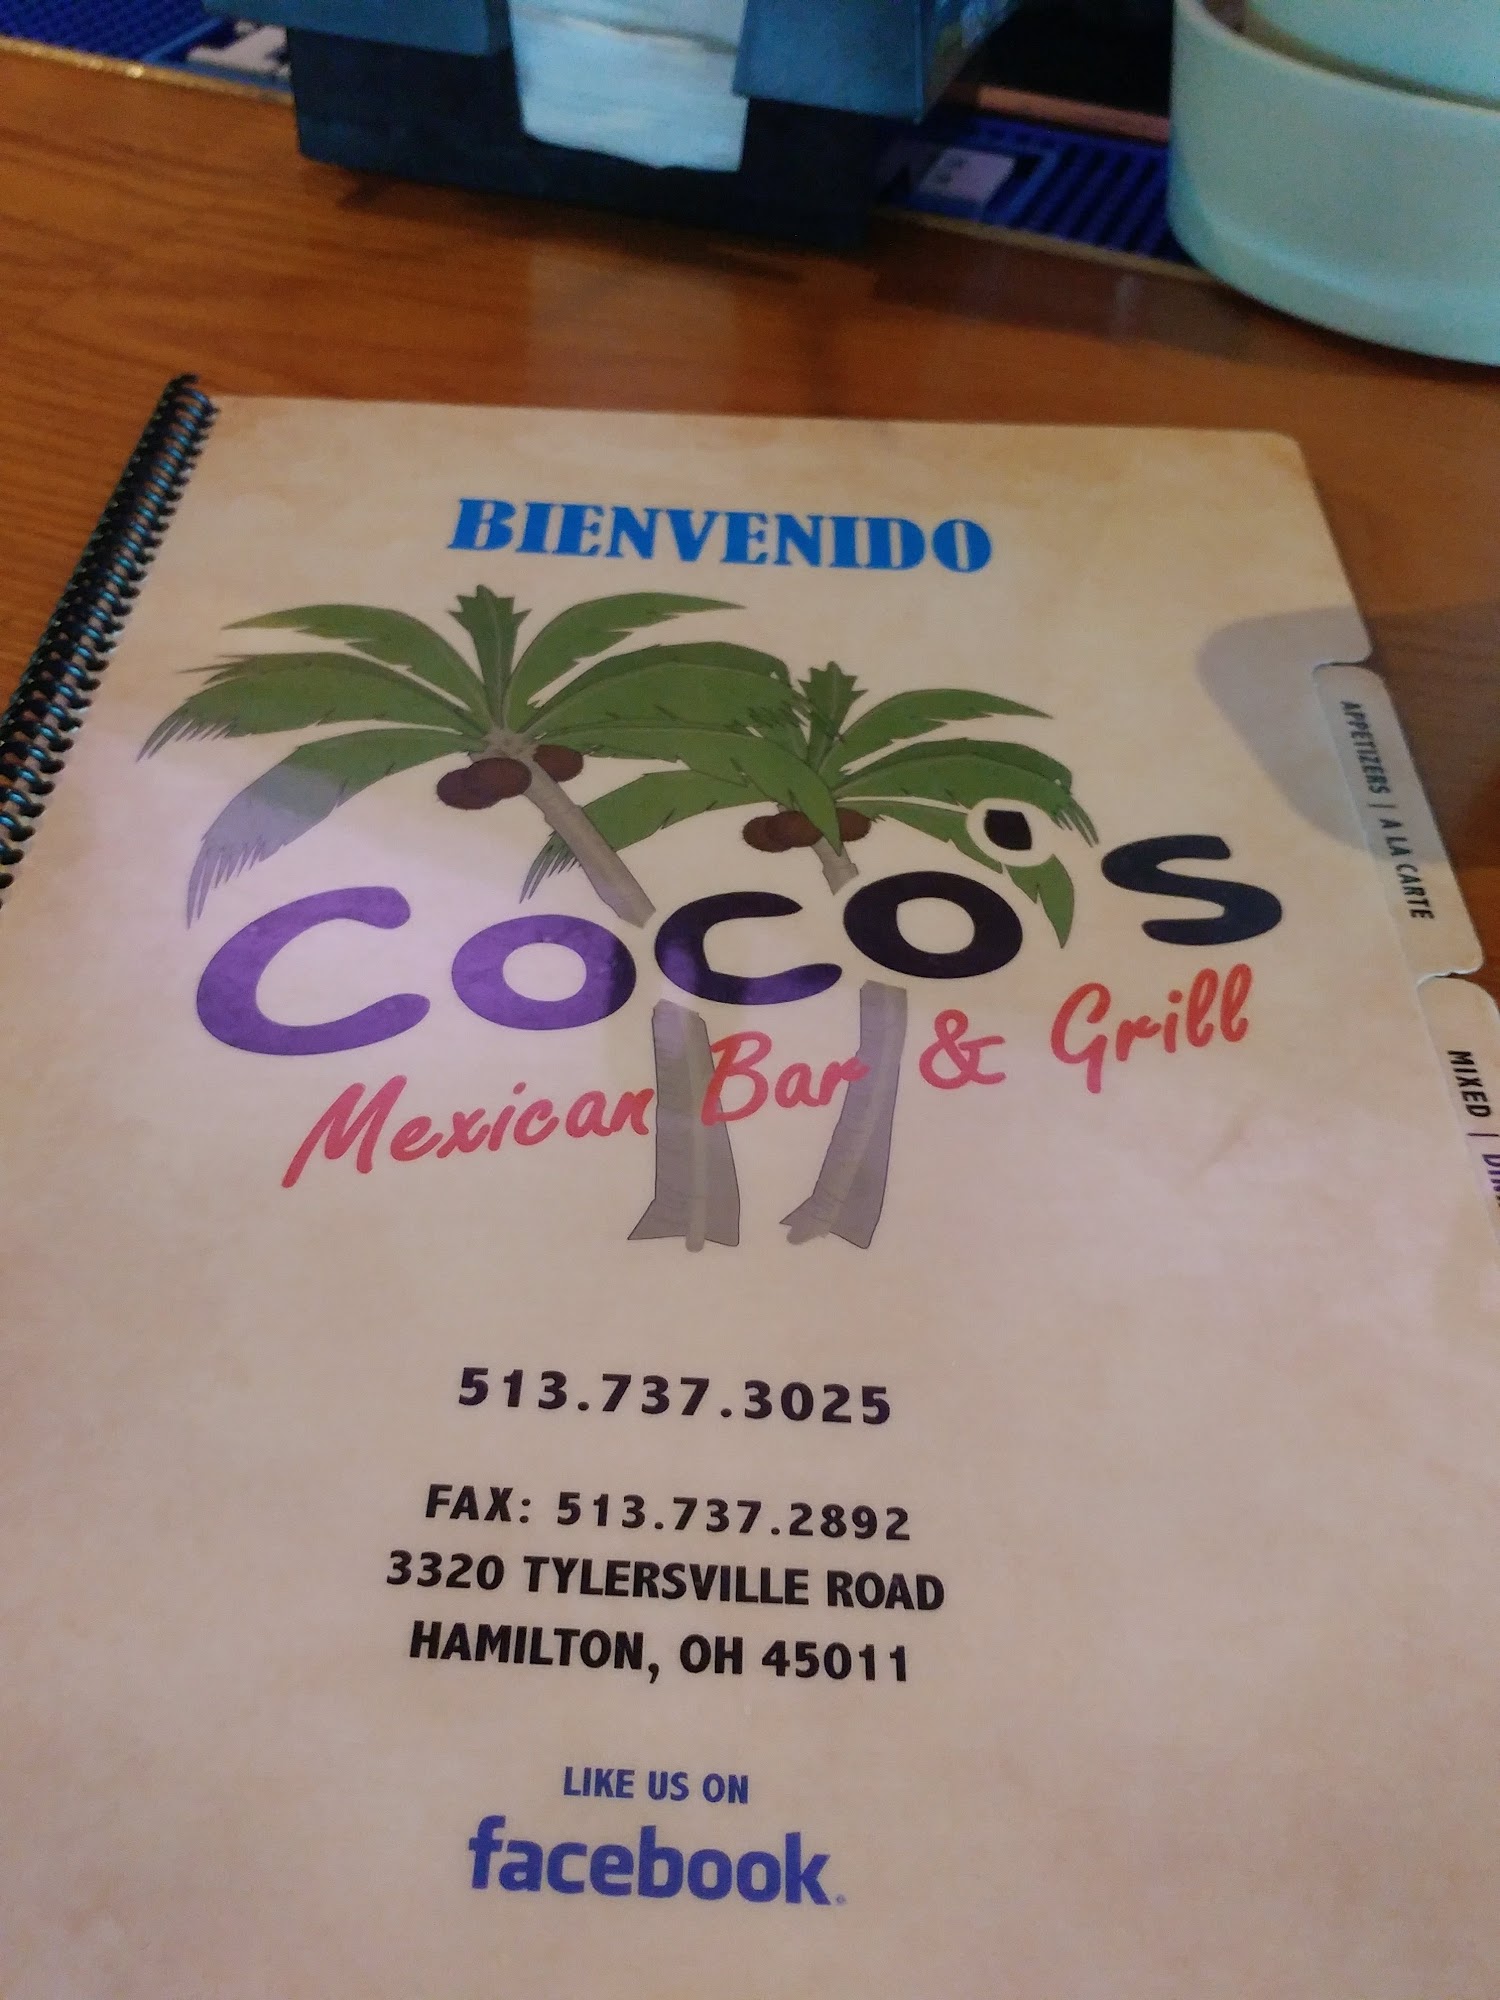 BIENVENIDO
COCO'S
Mexican Bar & Grill
513.737.3025
FAX: 513.737.2892
3320 TYLERSVILLE ROAD
HAMILTON, OH 45011
LIKE US ON
facebook
APPETIZERS | A LA CARTE
MIXED |